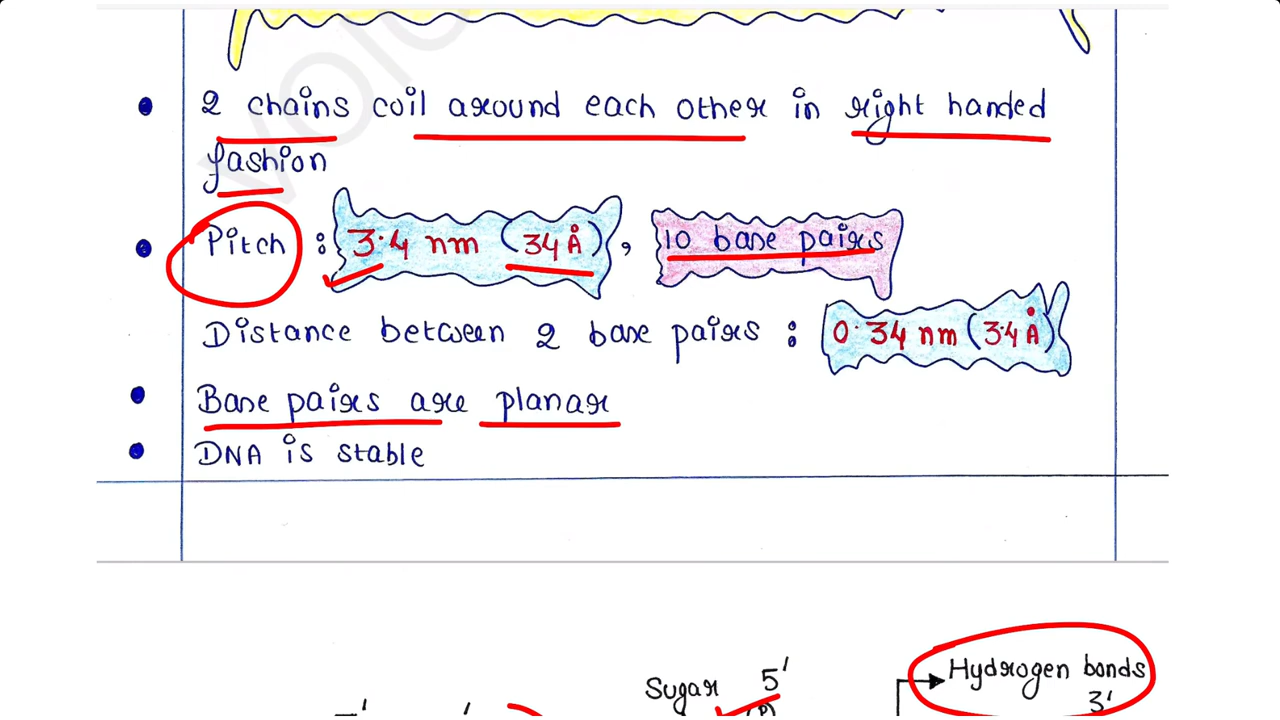 2 chains coil around each other in right handed
fashion
Pitch : 3.4 nm (34 Å), 10 base pairs
Distance between 2 base pairs : 0.34 nm (3.4 Å)
Base pairs are planar
DNA is stable
Sugar 5' Hydrogen bonds
3'
(P)